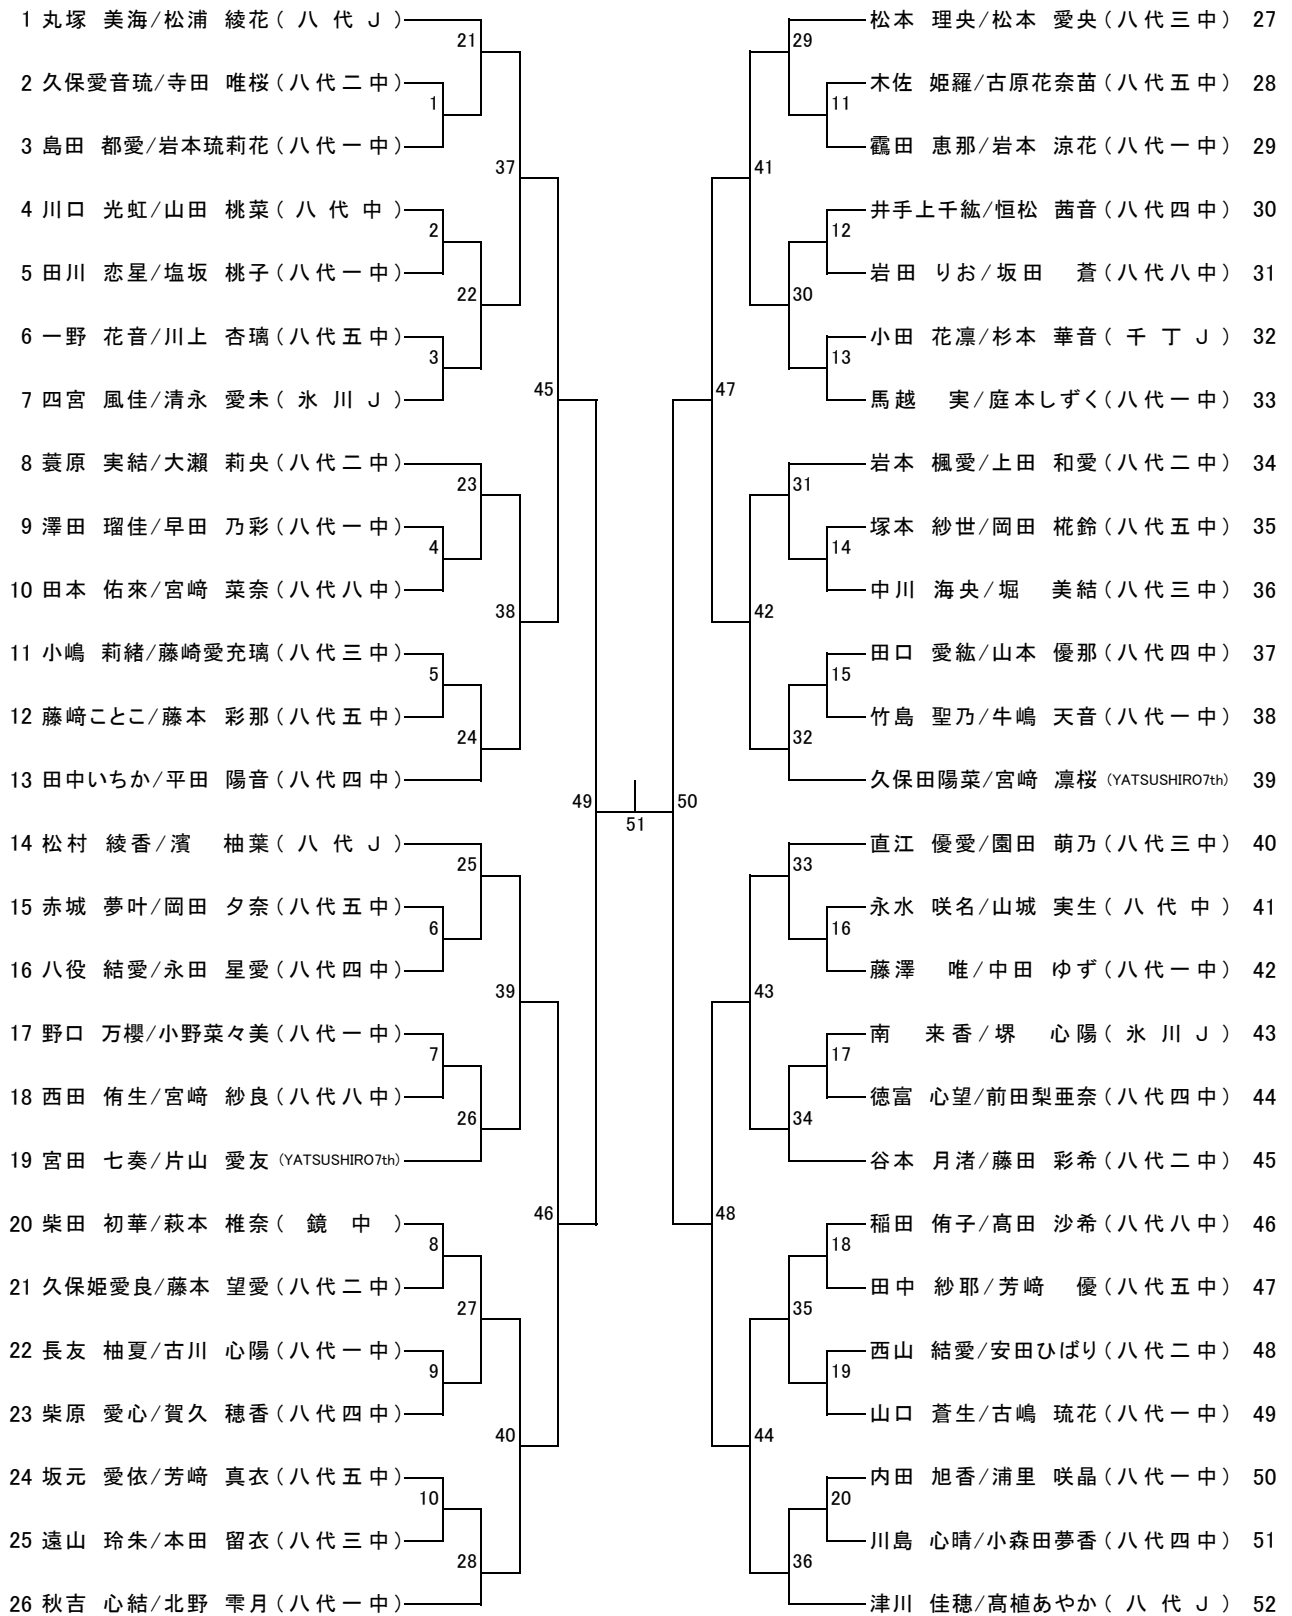 1 丸塚 美海/松浦 綾花(八 代 J)
21
2 久保愛音琉/寺田 唯桜(八代二中)
1
3 島田 都愛/岩本琉莉花(八代一中)
37
4 川口 光虹/山田 桃菜(八 代 中)
2
5 田川 恋星/塩坂 桃子(八代一中)
22
6 一野 花音/川上 杏璃(八代五中)
3
7 四宮 風佳/清永 愛未(氷 川 J)
45
8 蓑原 実結/大瀨 莉央(八代二中)
23
9 澤田 瑠佳/早田 乃彩(八代一中)
4
10 田本 佑來/宮﨑 菜奈(八代八中)
38
11 小嶋 莉緒/藤崎愛充璃(八代三中)
5
12 藤﨑ことこ/藤本 彩那(八代五中)
24
13 田中いちか/平田 陽音(八代四中)
49
14 松村 綾香/濱 柚葉(八 代 J)
25
15 赤城 夢叶/岡田 夕奈(八代五中)
6
16 八役 結愛/永田 星愛(八代四中)
39
17 野口 万櫻/小野菜々美(八代一中)
7
18 西田 侑生/宮﨑 紗良(八代八中)
26
19 宮田 七奏/片山 愛友(YATSUSHIRO7th)
46
20 柴田 初華/萩本 椎奈(鏡 中)
8
21 久保姫愛良/藤本 望愛(八代二中)
27
22 長友 柚夏/古川 心陽(八代一中)
9
23 柴原 愛心/賀久 穂香(八代四中)
40
24 坂元 愛依/芳﨑 真衣(八代五中)
10
25 遠山 玲朱/本田 留衣(八代三中)
28
26 秋吉 心結/北野 雫月(八代一中)
51
松本 理央/松本 愛央(八代三中) 27
29
木佐 姫羅/古原花奈苗(八代五中) 28
11
靏田 恵那/岩本 涼花(八代一中) 29
41
井手上千紘/恒松 茜音(八代四中) 30
12
岩田 りお/坂田 蒼(八代八中) 31
30
小田 花凛/杉本 華音(千 丁 J) 32
13
馬越 実/庭本しずく(八代一中) 33
47
岩本 楓愛/上田 和愛(八代二中) 34
31
塚本 紗世/岡田 椛鈴(八代五中) 35
14
中川 海央/堀 美結(八代三中) 36
42
田口 愛紘/山本 優那(八代四中) 37
15
竹島 聖乃/牛嶋 天音(八代一中) 38
32
久保田陽菜/宮﨑 凛桜(YATSUSHIRO7th) 39
50
直江 優愛/園田 萌乃(八代三中) 40
33
永水 咲名/山城 実生(八 代 中) 41
16
藤澤 唯/中田 ゆず(八代一中) 42
43
南 来香/堺 心陽(氷 川 J) 43
17
徳富 心望/前田梨亜奈(八代四中) 44
34
谷本 月渚/藤田 彩希(八代二中) 45
48
稲田 侑子/髙田 沙希(八代八中) 46
18
田中 紗耶/芳﨑 優(八代五中) 47
35
西山 結愛/安田ひばり(八代二中) 48
19
山口 蒼生/古嶋 琉花(八代一中) 49
44
内田 旭香/浦里 咲晶(八代一中) 50
20
川島 心晴/小森田夢香(八代四中) 51
36
津川 佳穂/髙植あやか(八 代 J) 52